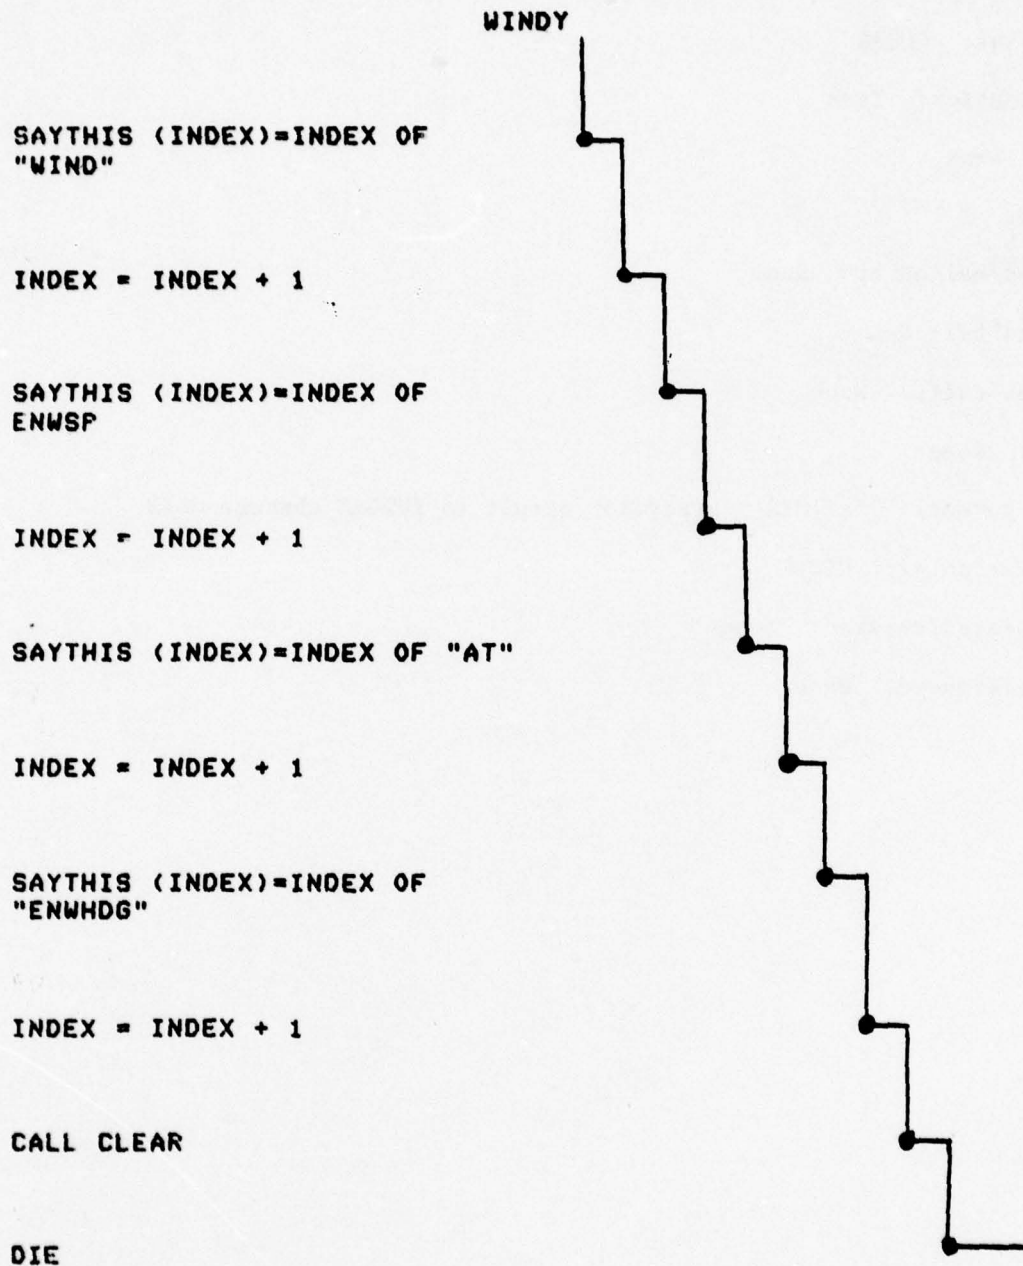 WINDY
SAYTHIS (INDEX)=INDEX OF
"WIND"
INDEX = INDEX + 1
SAYTHIS (INDEX)=INDEX OF
ENWSP
INDEX = INDEX + 1
SAYTHIS (INDEX)=INDEX OF "AT"
INDEX = INDEX + 1
SAYTHIS (INDEX)=INDEX OF
"ENWHDG"
INDEX = INDEX + 1
CALL CLEAR
DIE